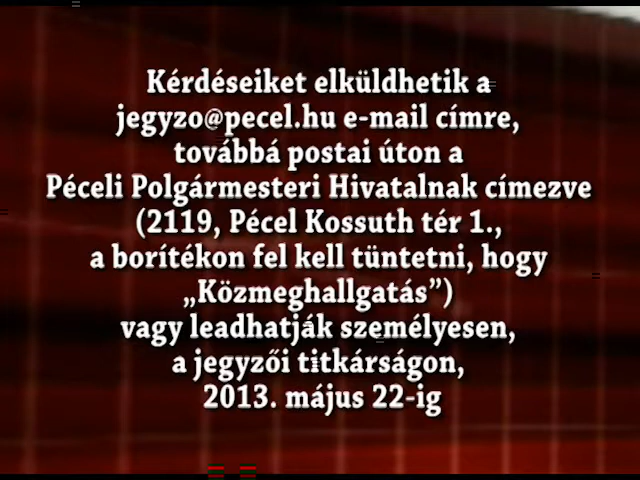 Kérdéseiket elküldhetik a
jegyzo@pecel.hu e-mail címre,
továbbá postai úton a
Péceli Polgármesteri Hivatalnak címezve
(2119, Pécel Kossuth tér 1.,
a borítékon fel kell tüntetni, hogy
„Közmeghallgatás”)
vagy leadhatják személyesen,
a jegyzői titkárságon,
2013. május 22-ig